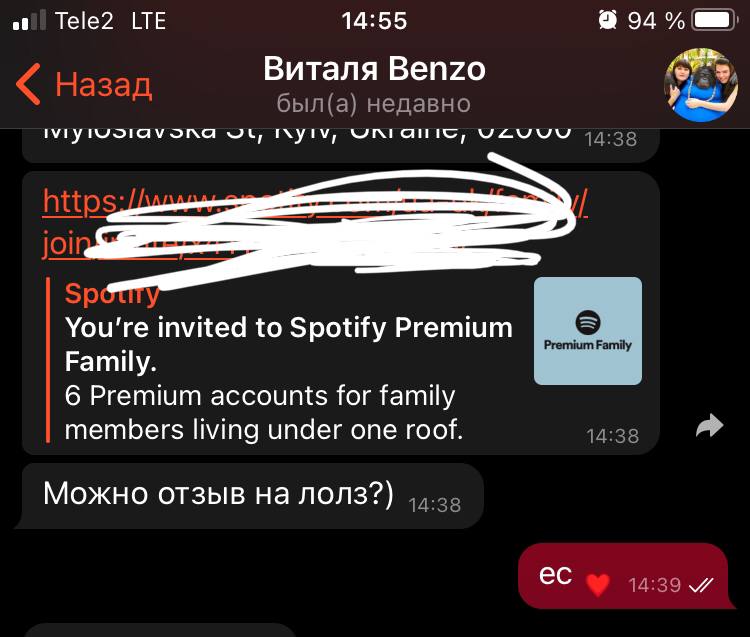 Tele2 LTE 14:55 94 %
Назад Виталя Benzo
был(а) недавно
Myloslavska St, Kyiv, Ukraine, 02000 14:38
https://www.
join/
Spotify
You’re invited to Spotify Premium
Family.
Premium Family
6 Premium accounts for family
members living under one roof.
14:38
Можно отзыв на лолз?) 14:38
ес ❤️ 14:39